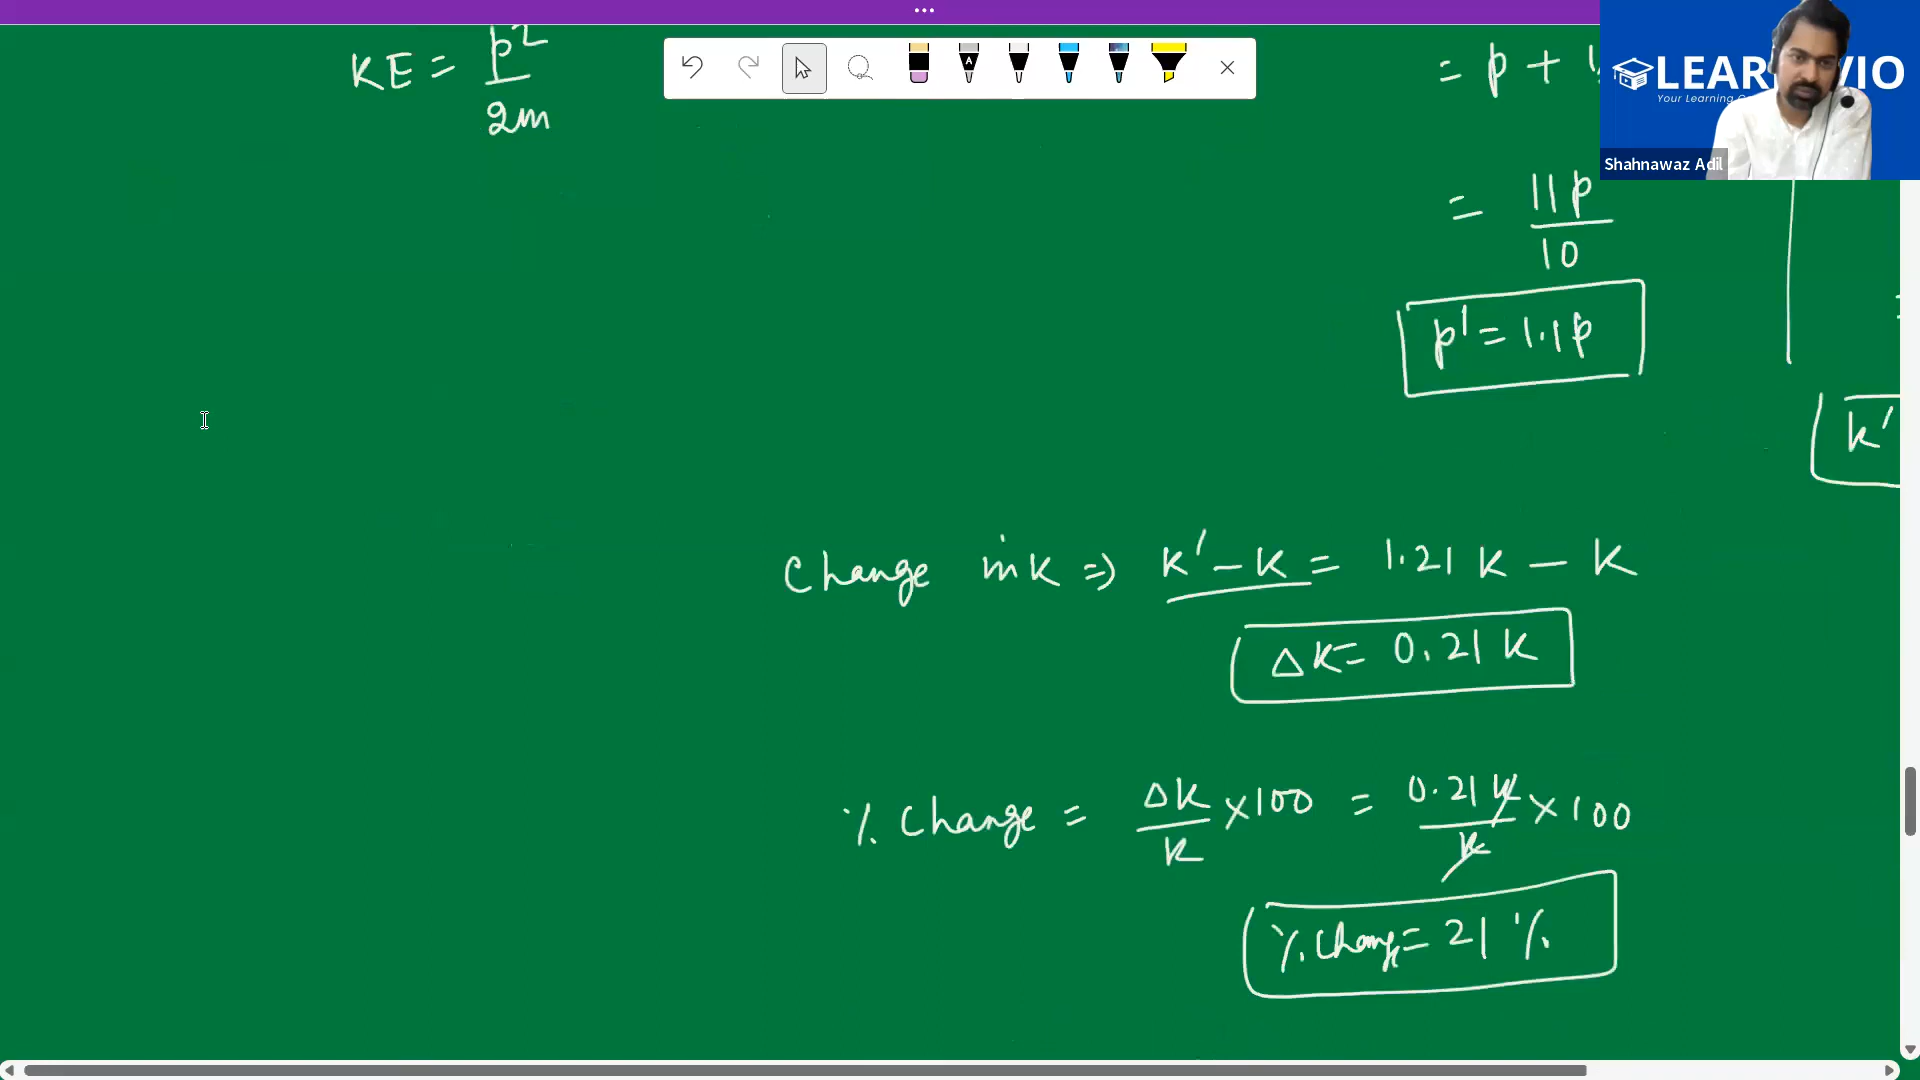 KE = p²/2m
= p +
LEAR VIO
Your Learning
Shahnawaz Adil
= 11p/10
p' = 1.1p
k'
Change in K => K' - K = 1.21 K - K
ΔK = 0.21 K
% Change = ΔK/K × 100 = 0.21 K/K × 100
% Change = 21 %